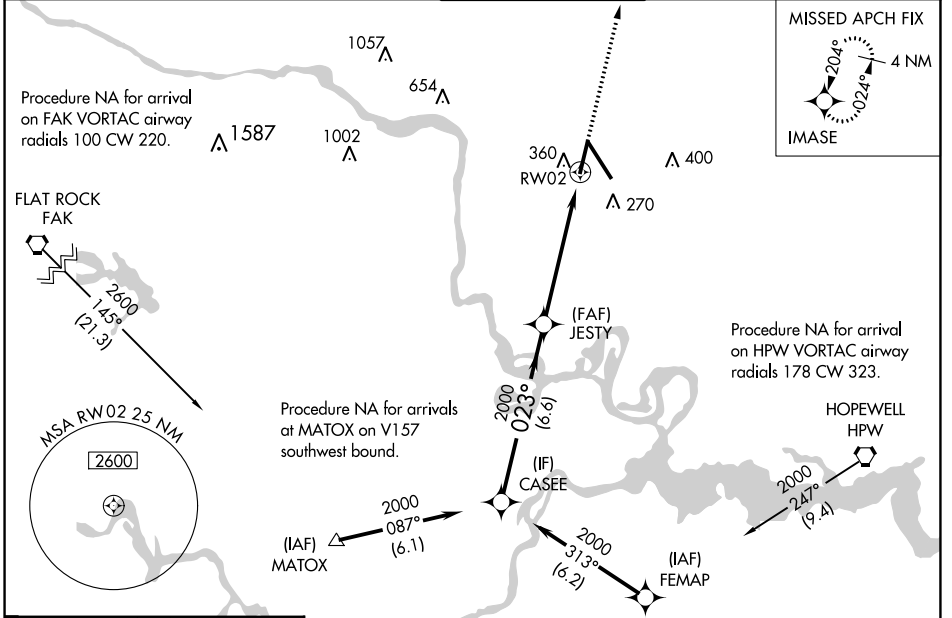 MISSED APCH FIX
204°
024°
4 NM
IMASE
1057
654
Procedure NA for arrival
on FAK VORTAC airway
radials 100 CW 220.
1587
1002
360
RW02
400
270
FLAT ROCK
FAK
2600
145°
(21.3)
(FAF)
JESTY
Procedure NA for arrival
on HPW VORTAC airway
radials 178 CW 323.
2000
023°
(6.6)
Procedure NA for arrivals
at MATOX on V157
southwest bound.
HOPEWELL
HPW
2000
247°
(9.4)
MSA RW02 25 NM
2600
(IF)
CASEE
2000
087°
(6.1)
(IAF)
MATOX
2000
313°
(6.2)
(IAF)
FEMAP